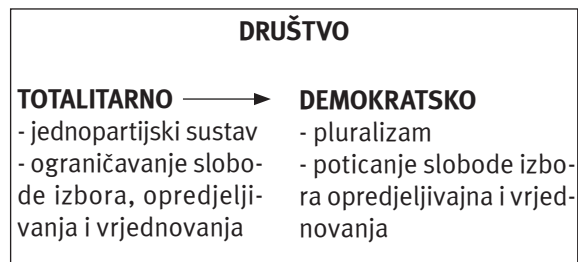 DRUŠTVO
TOTALITARNO
- jednopartijski sustav
- ograničavanje slobo-
de izbora, opredjelji-
vanja i vrjednovanja
DEMOKRATSKO
- pluralizam
- poticanje slobode izbo-
ra opredjeljivajna i vrjed-
novanja